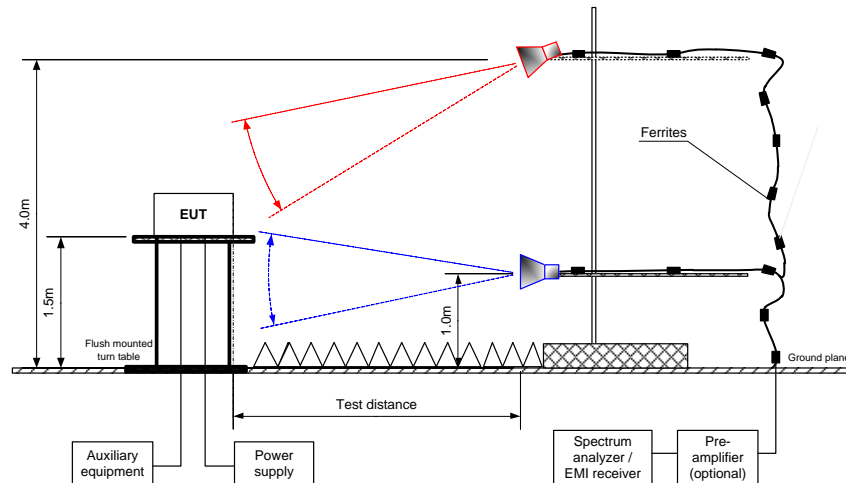 Ferrites
4.0m
EUT
1.5m
1.0m
Flush mounted
turn table
Ground plane
Test distance
Auxiliary
equipment
Power
supply
Spectrum
analyzer /
EMI receiver
Pre-
amplifier
(optional)